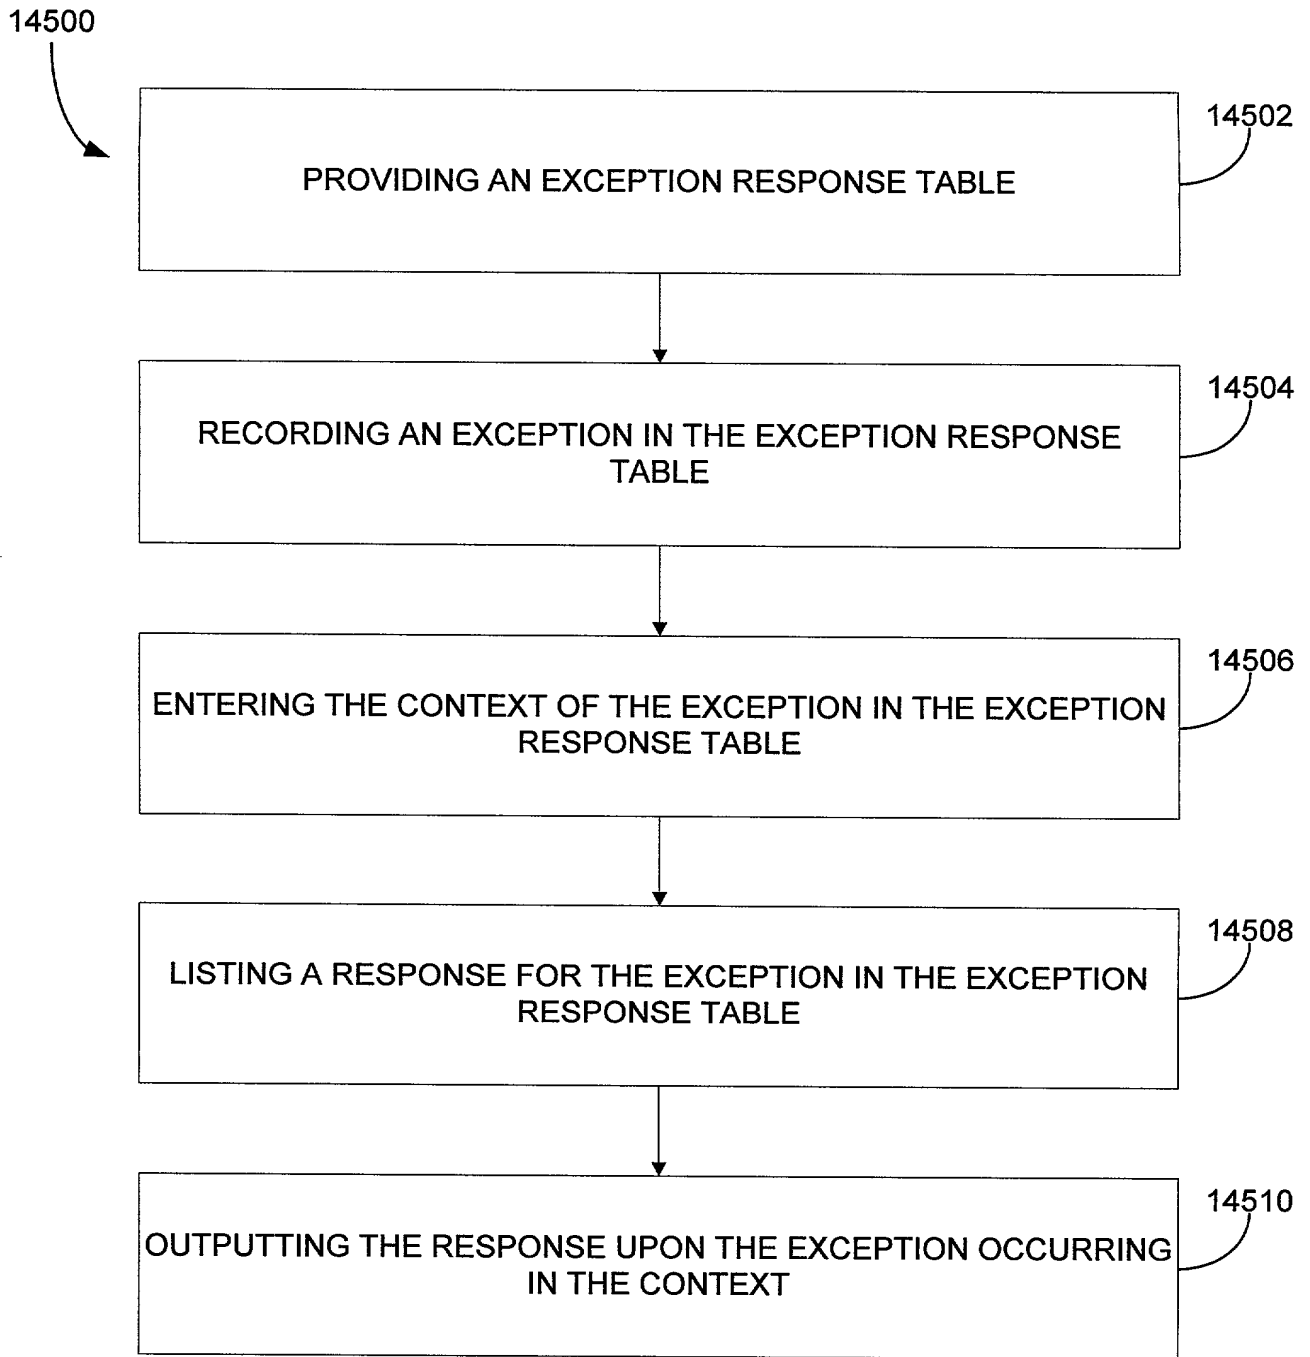 14500
14502
PROVIDING AN EXCEPTION RESPONSE TABLE
14504
RECORDING AN EXCEPTION IN THE EXCEPTION RESPONSE
TABLE
14506
ENTERING THE CONTEXT OF THE EXCEPTION IN THE EXCEPTION
RESPONSE TABLE
14508
LISTING A RESPONSE FOR THE EXCEPTION IN THE EXCEPTION
RESPONSE TABLE
14510
OUTPUTTING THE RESPONSE UPON THE EXCEPTION OCCURRING
IN THE CONTEXT